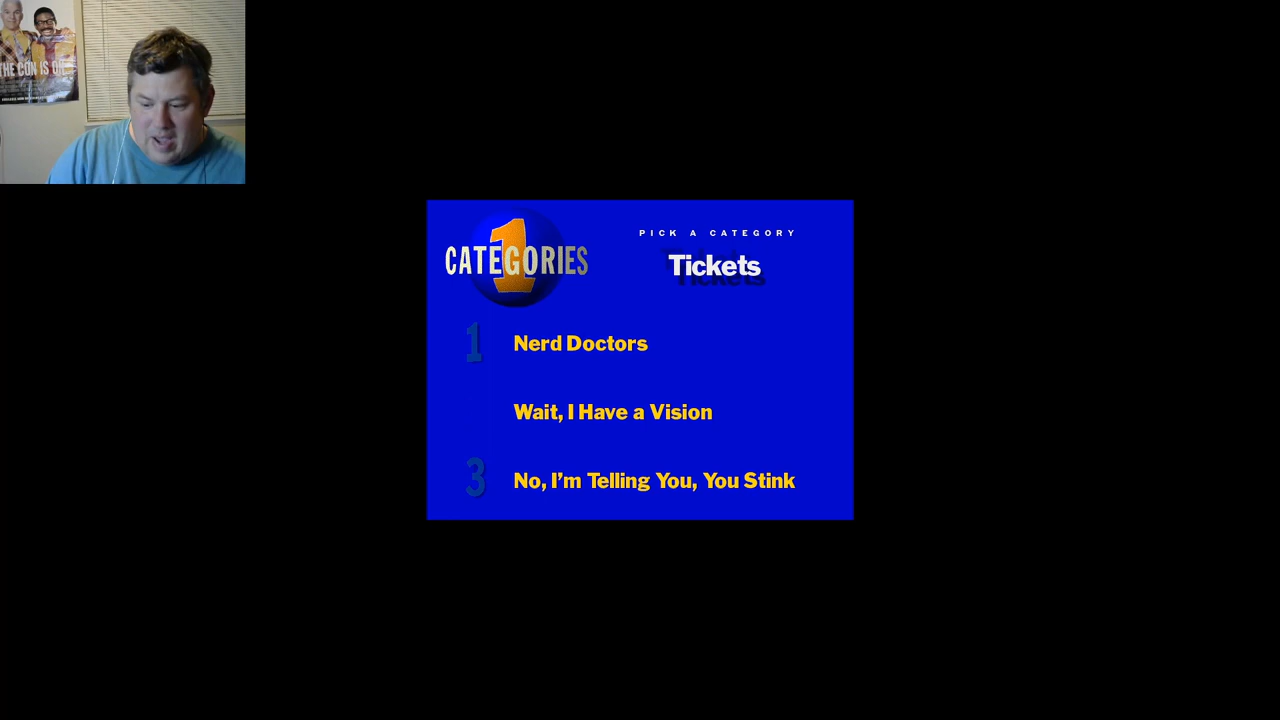 THE CON IS ON
CATEGORIES
1
PICK A CATEGORY
Tickets
1 Nerd Doctors
Wait, I Have a Vision
3 No, I'm Telling You, You Stink